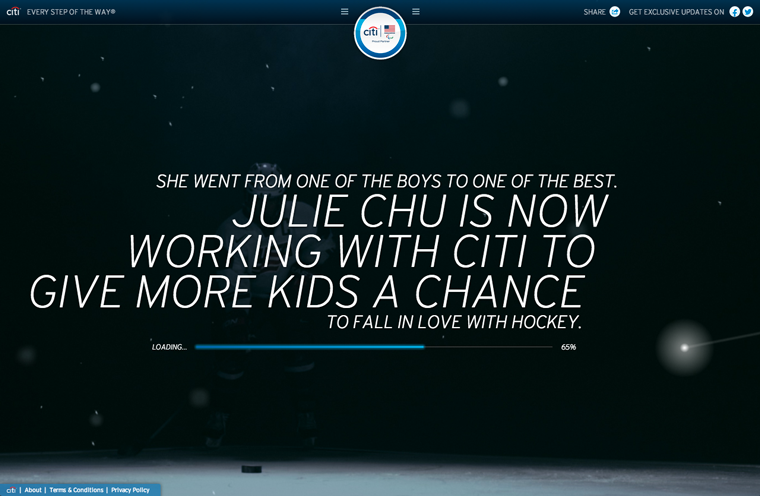 citi EVERY STEP OF THE WAY®
citi
SHARE
GET EXCLUSIVE UPDATES ON
SHE WENT FROM ONE OF THE BOYS TO ONE OF THE BEST.
JULIE CHU IS NOW
WORKING WITH CITI TO
GIVE MORE KIDS A CHANCE
TO FALL IN LOVE WITH HOCKEY.
LOADING... 65%
citi | About | Terms & Conditions | Privacy Policy